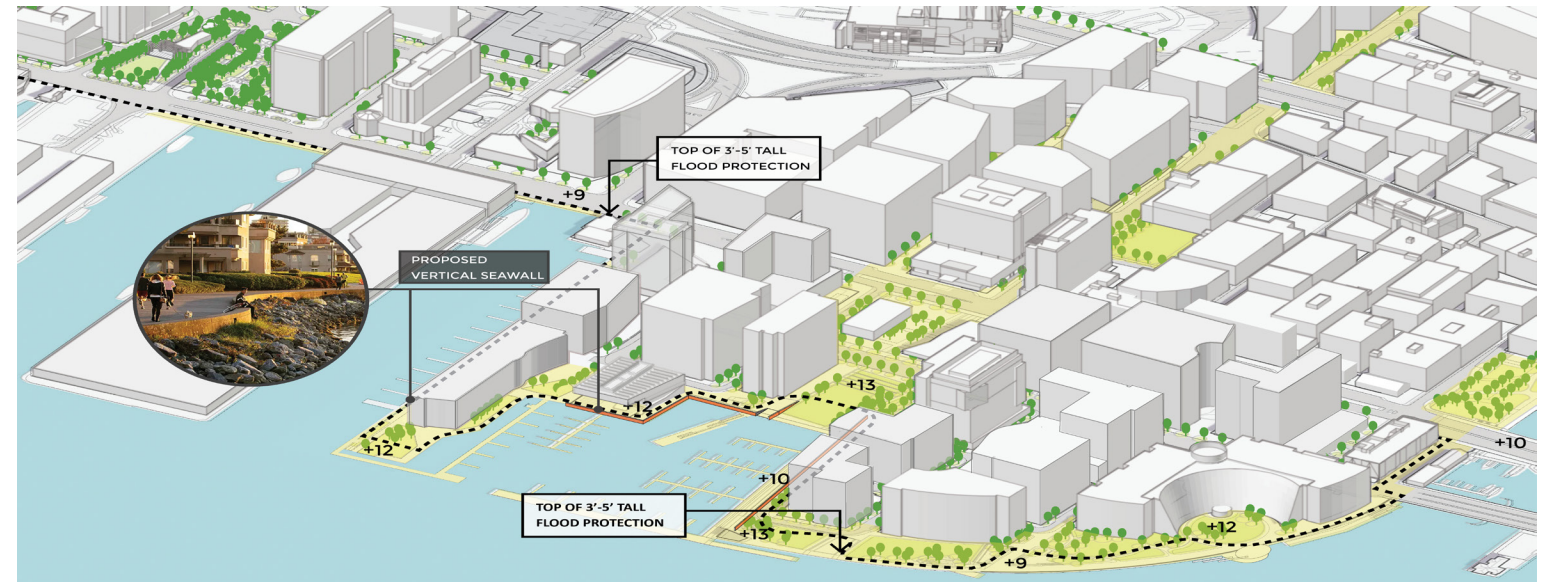 TOP OF 3'-5' TALL
FLOOD PROTECTION
+9
PROPOSED
VERTICAL SEAWALL
+13
+12
+12
+10
TOP OF 3'-5' TALL
FLOOD PROTECTION
+13
+12
+9
+10